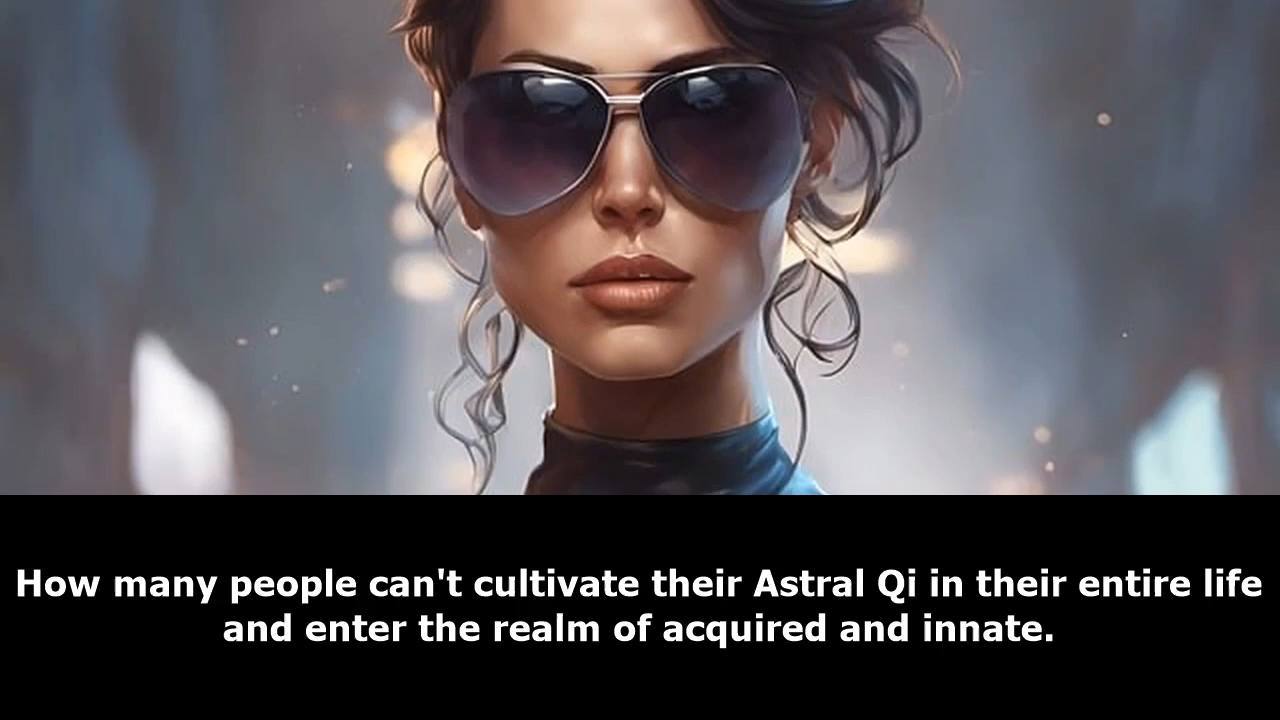 How many people can't cultivate their Astral Qi in their entire life
and enter the realm of acquired and innate.